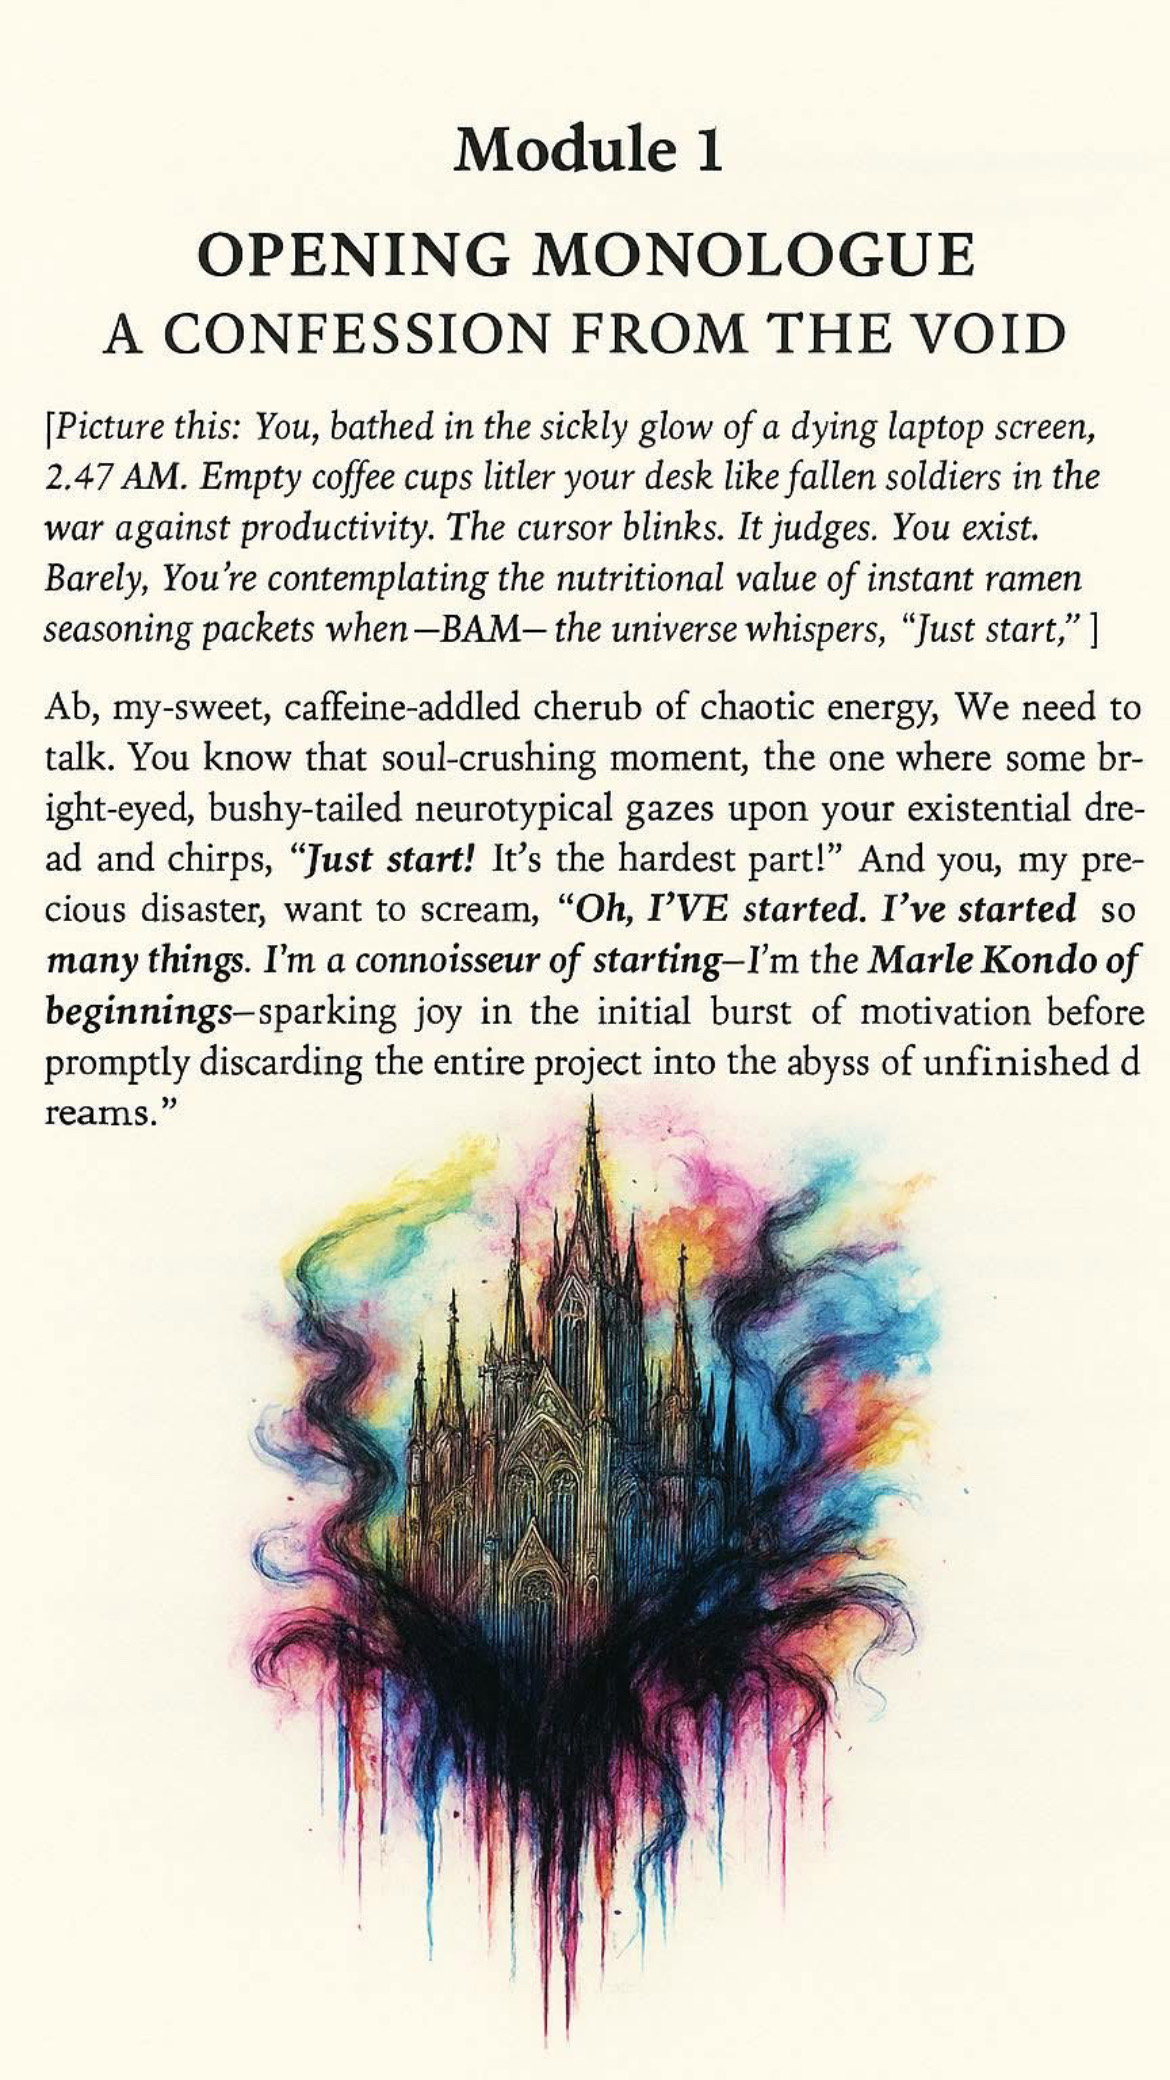 Module 1
OPENING MONOLOGUE
A CONFESSION FROM THE VOID
[Picture this: You, bathed in the sickly glow of a dying laptop screen,
2.47 AM. Empty coffee cups litler your desk like fallen soldiers in the
war against productivity. The cursor blinks. It judges. You exist.
Barely, You’re contemplating the nutritional value of instant ramen
seasoning packets when—BAM— the universe whispers, “Just start,” ]
Ab, my-sweet, caffeine-addled cherub of chaotic energy, We need to
talk. You know that soul-crushing moment, the one where some br-
ight-eyed, bushy-tailed neurotypical gazes upon your existential dre-
ad and chirps, “Just start! It’s the hardest part!” And you, my pre-
cious disaster, want to scream, “Oh, I’VE started. I’ve started so
many things. I’m a connoisseur of starting—I’m the Marle Kondo of
beginnings—sparking joy in the initial burst of motivation before
promptly discarding the entire project into the abyss of unfinished d
reams.”